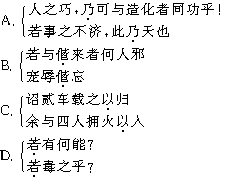 A. 人之巧，乃可与造化者同功乎！
若事之不济，此乃天也
B. 若与偕来者何人邪
宠辱偕忘
C. 诏贰车载之以归
余与四人拥火以入
D. 若有何能？
若毒之乎？